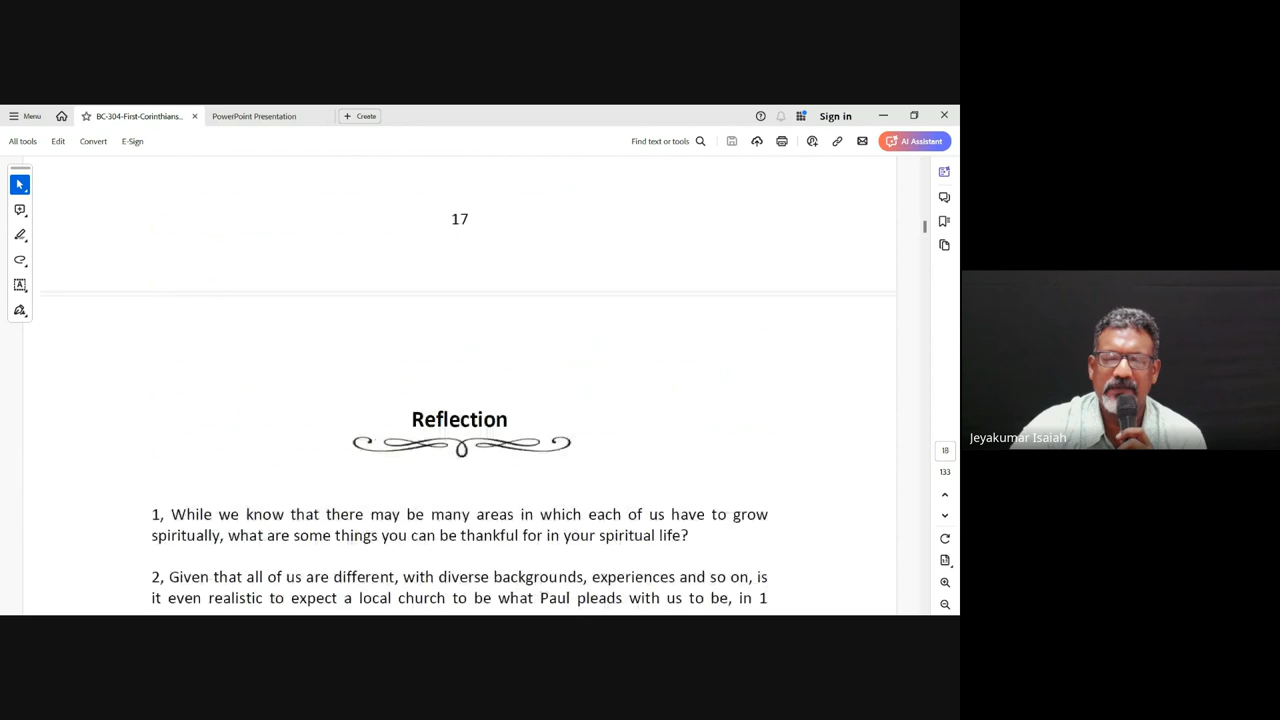 Menu
BC-304-First-Corinthians...
PowerPoint Presentation
Create
Sign in
All tools
Edit
Convert
E-Sign
Find text or tools
AI Assistant
17
Reflection
1, While we know that there may be many areas in which each of us have to grow
spiritually, what are some things you can be thankful for in your spiritual life?
2, Given that all of us are different, with diverse backgrounds, experiences and so on, is
it even realistic to expect a local church to be what Paul pleads with us to be, in 1
18
133
Jeyakumar Isaiah